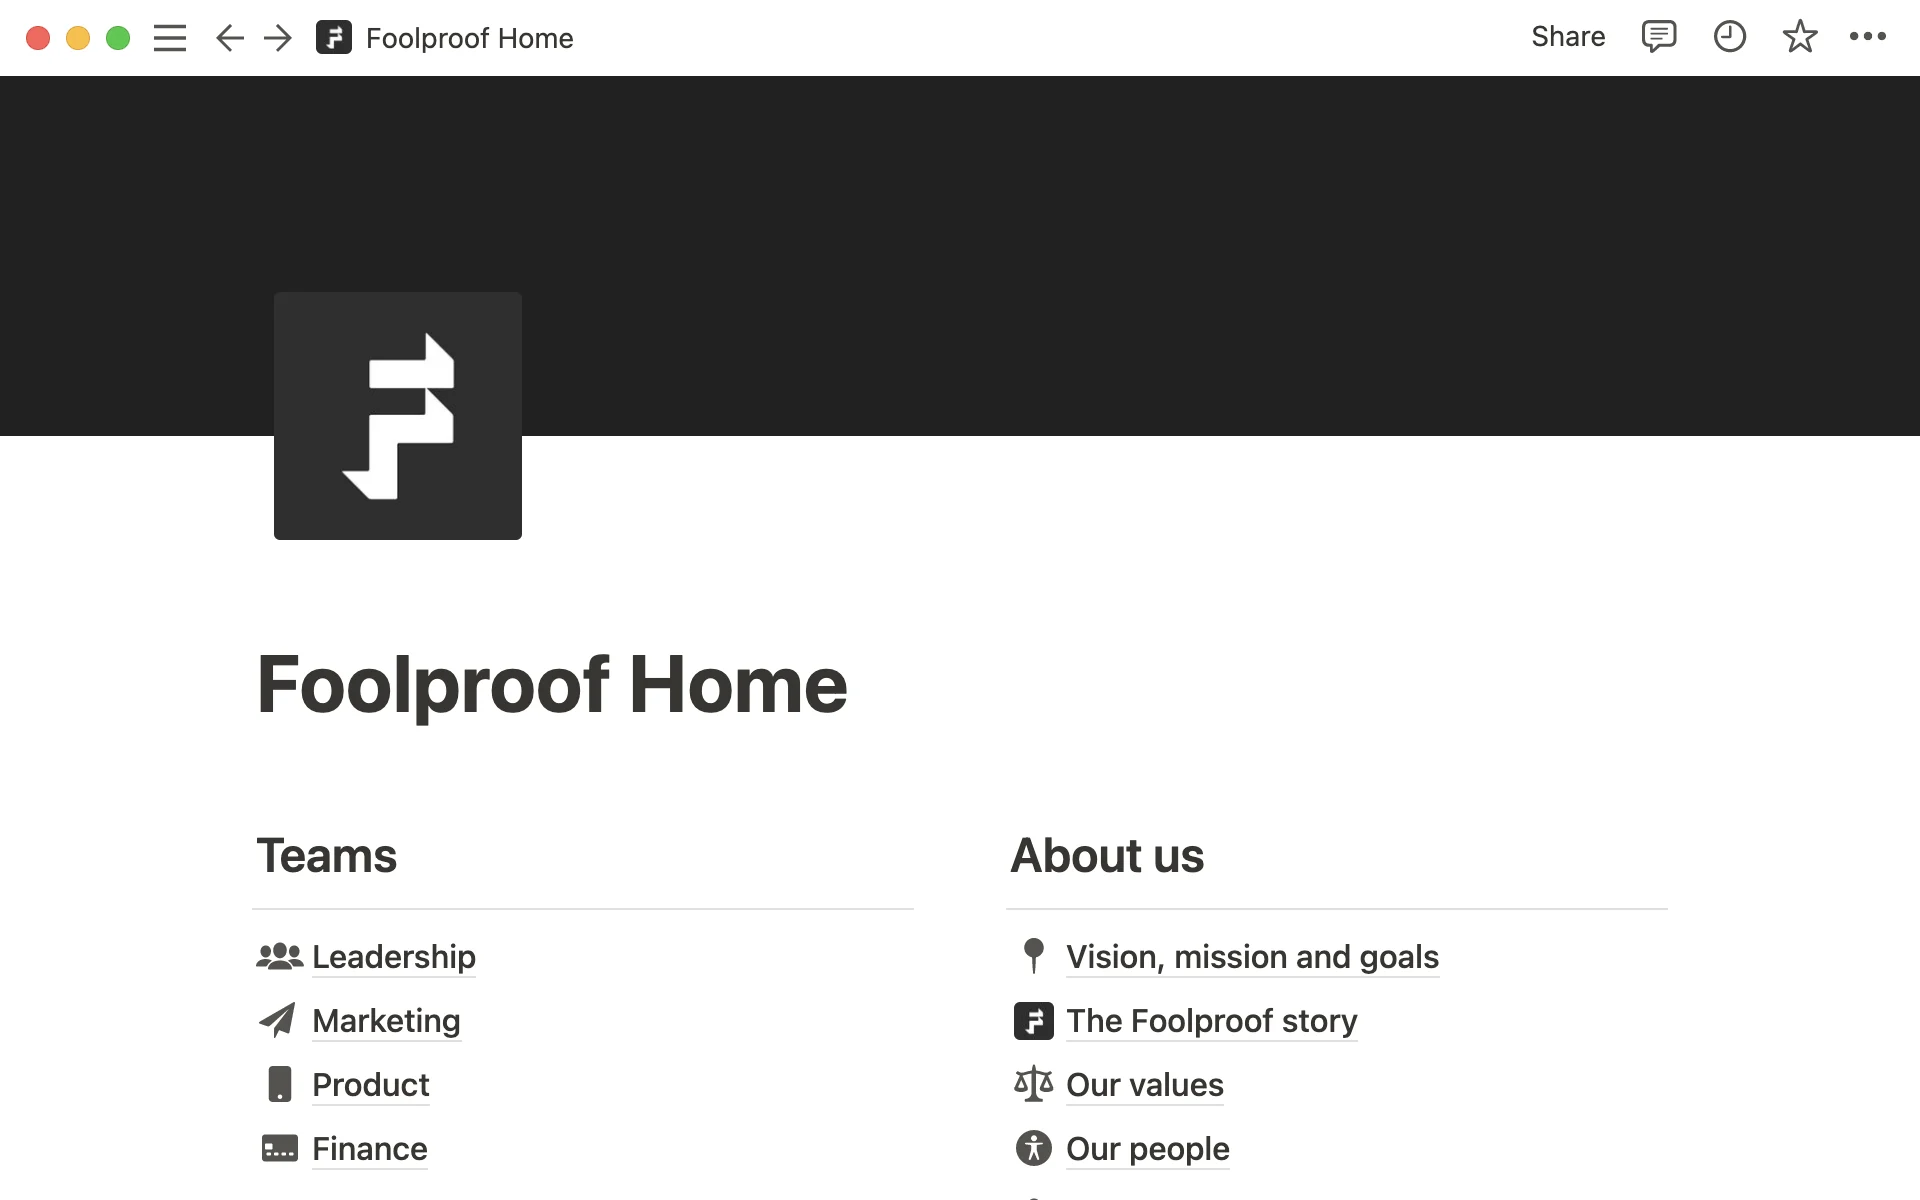 Foolproof Home
Share
Foolproof Home
Teams
Leadership
Marketing
Product
Finance
About us
Vision, mission and goals
The Foolproof story
Our values
Our people